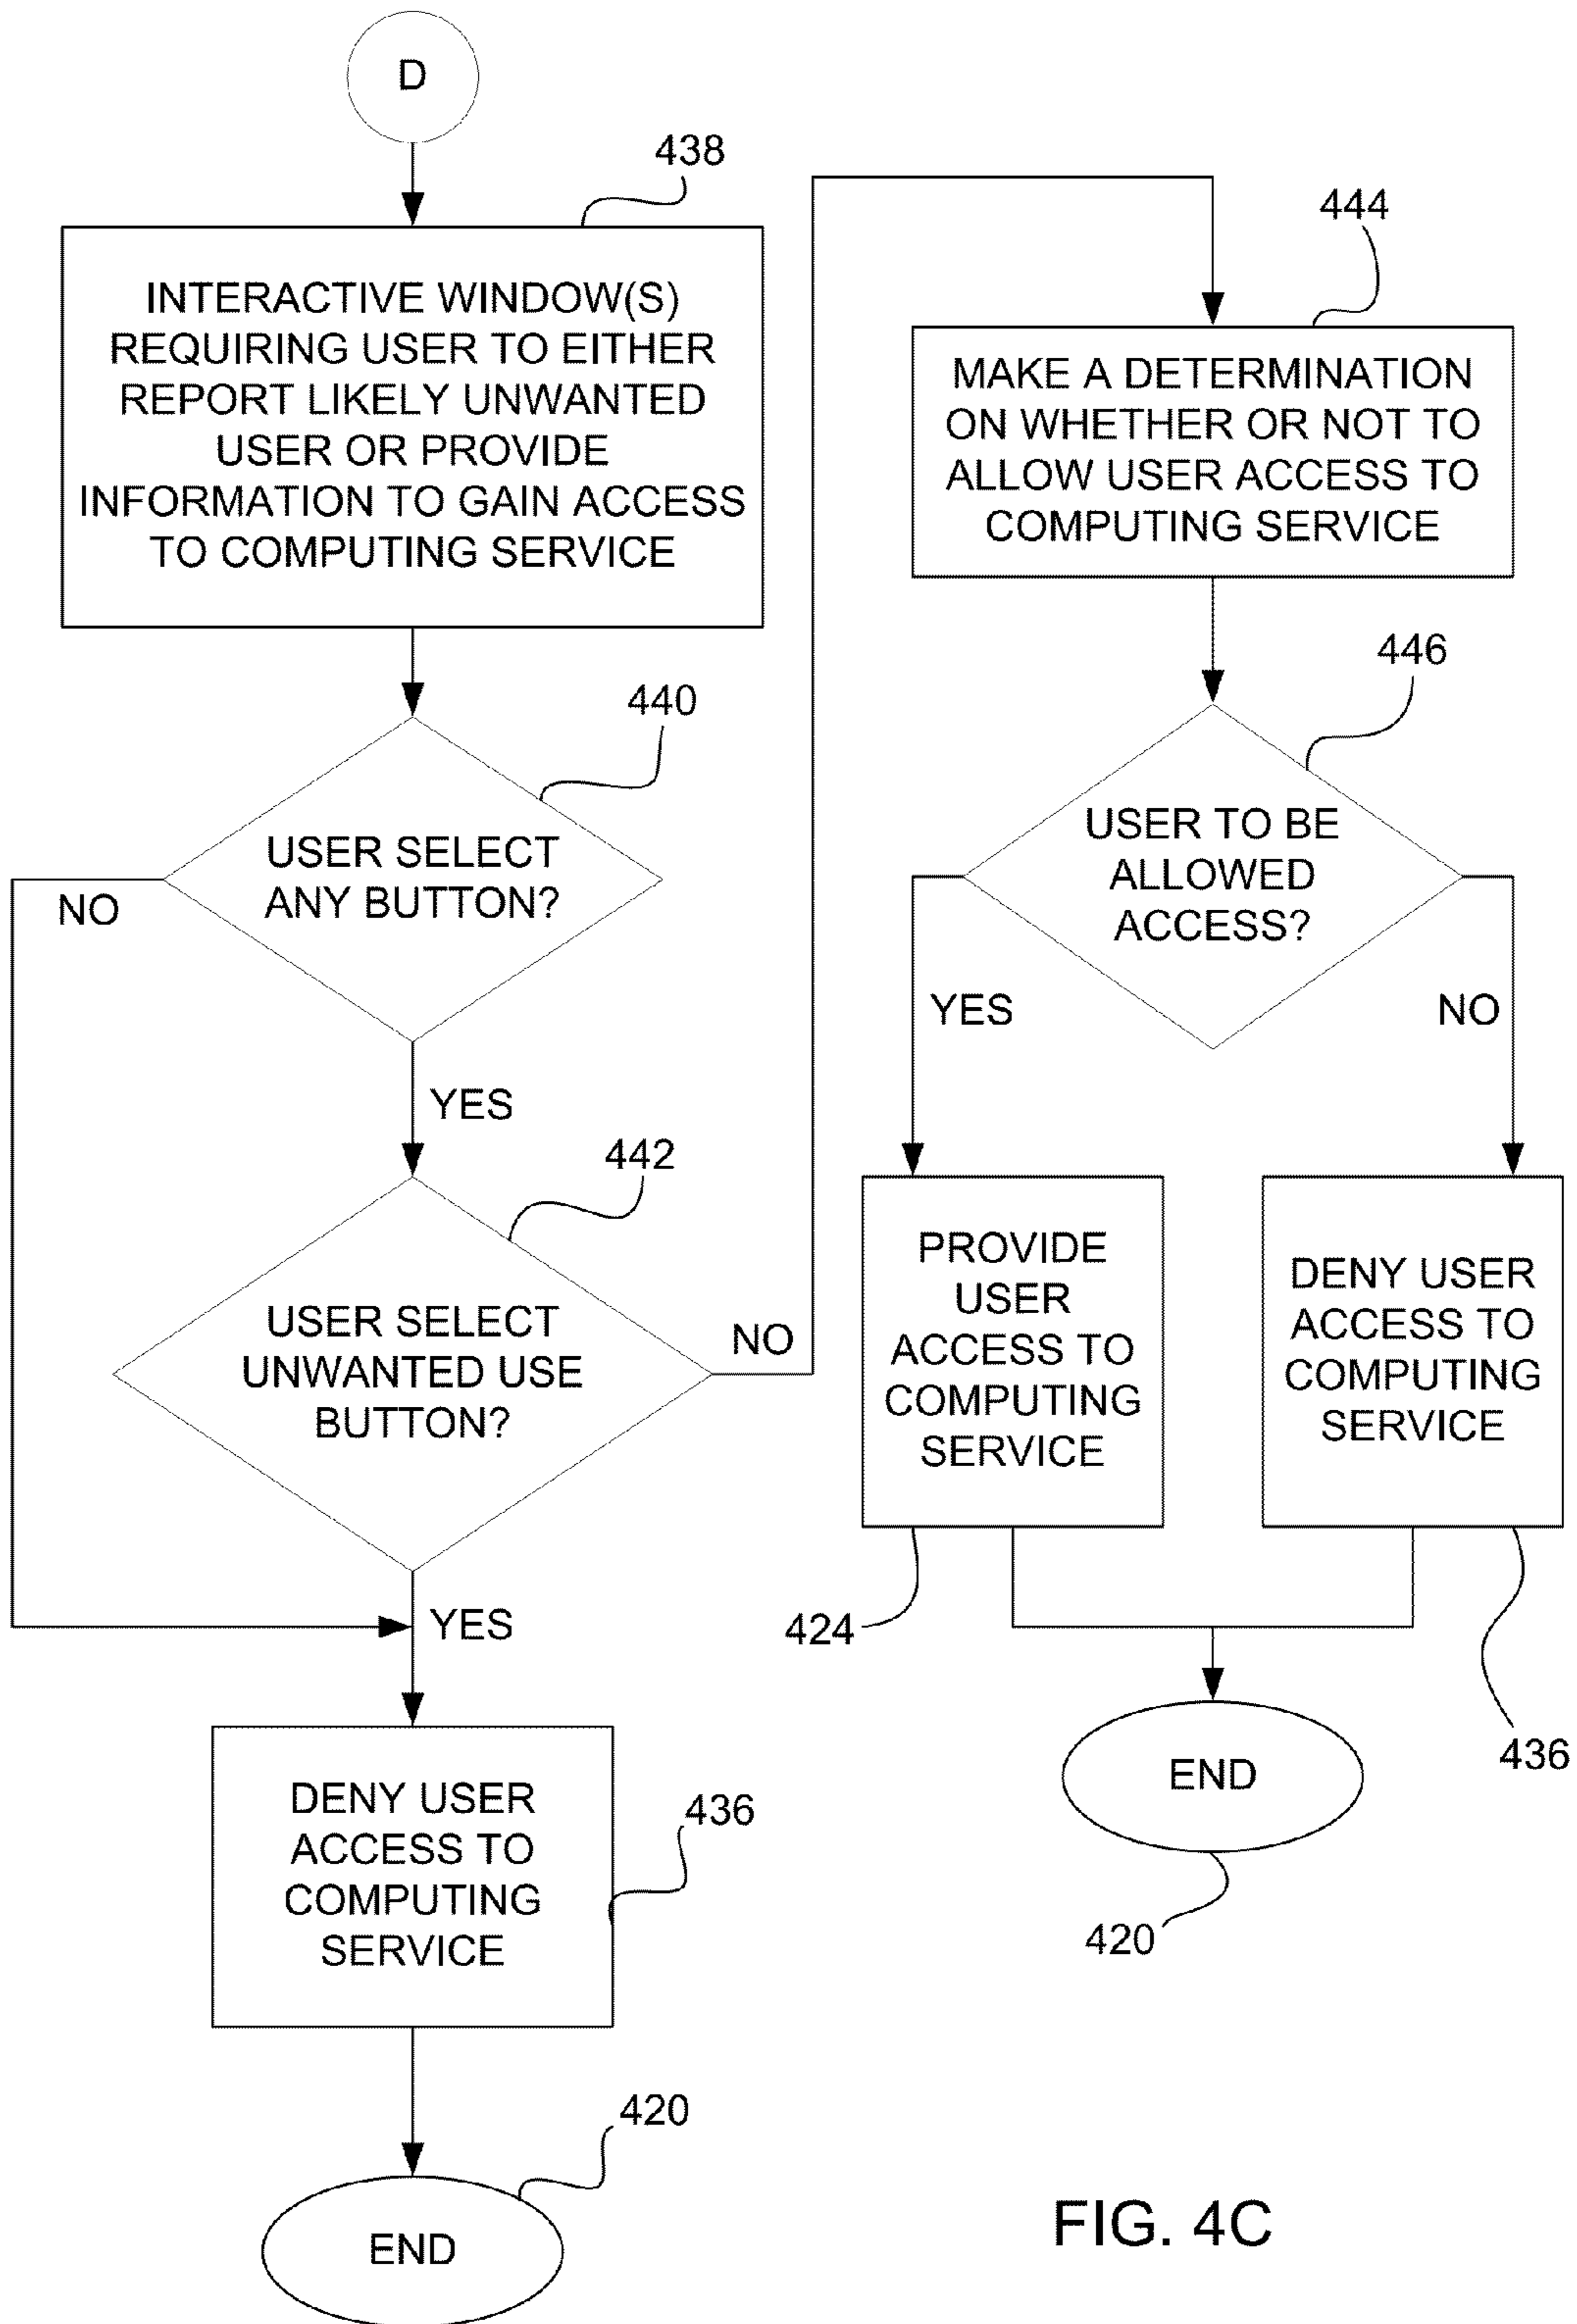 D
438
INTERACTIVE WINDOW(S)
REQUIRING USER TO EITHER
REPORT LIKELY UNWANTED
USER OR PROVIDE
INFORMATION TO GAIN ACCESS
TO COMPUTING SERVICE
440
USER SELECT
ANY BUTTON?
NO
YES
442
USER SELECT
UNWANTED USE
BUTTON?
NO
YES
DENY USER
ACCESS TO
COMPUTING
SERVICE
436
420
END
444
MAKE A DETERMINATION
ON WHETHER OR NOT TO
ALLOW USER ACCESS TO
COMPUTING SERVICE
446
USER TO BE
ALLOWED
ACCESS?
YES
NO
PROVIDE
USER
ACCESS TO
COMPUTING
SERVICE
424
DENY USER
ACCESS TO
COMPUTING
SERVICE
436
END
420
FIG. 4C